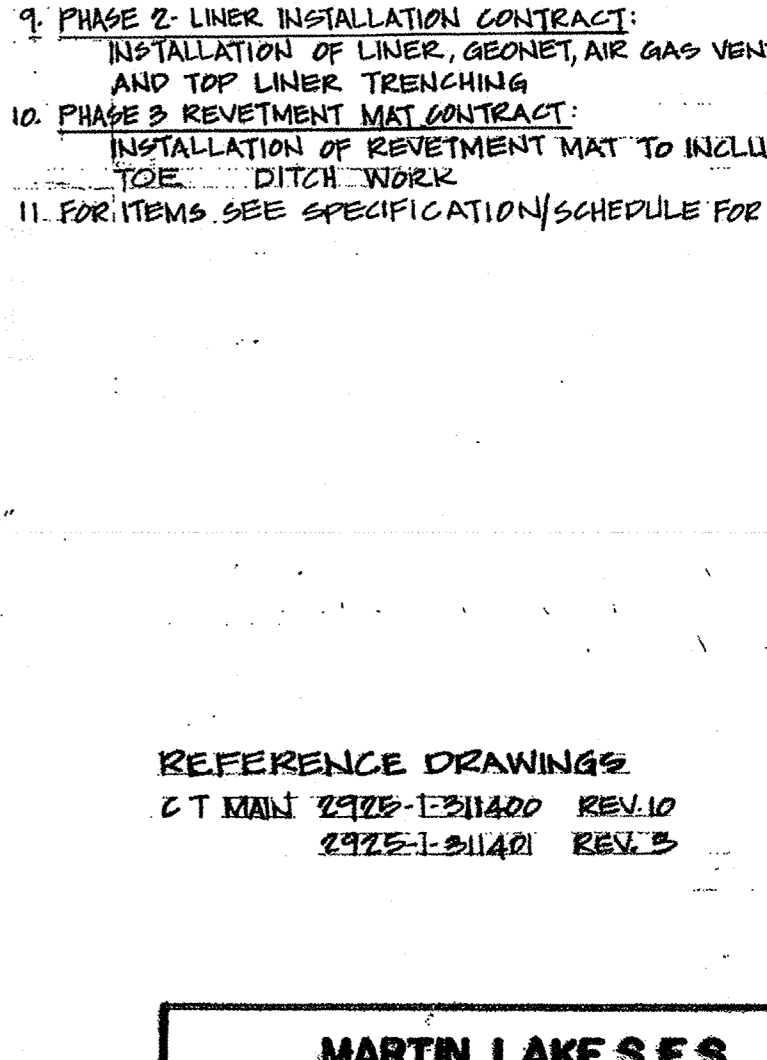 9. PHASE 2- LINER INSTALLATION CONTRACT:
INSTALLATION OF LINER, GEONET, AIR GAS VEN
AND TOP LINER TRENCHING
10. PHASE 3 REVETMENT MAT CONTRACT:
INSTALLATION OF REVETMENT MAT TO INCLU
TOE DITCH WORK
11. FOR ITEMS SEE SPECIFICATION/SCHEDULE FOR
REFERENCE DRAWINGS
C T MAIN 2925-1-311400 REV. 10
2925-1-311401 REV. 3
MARTIN LAKE S.E.S.